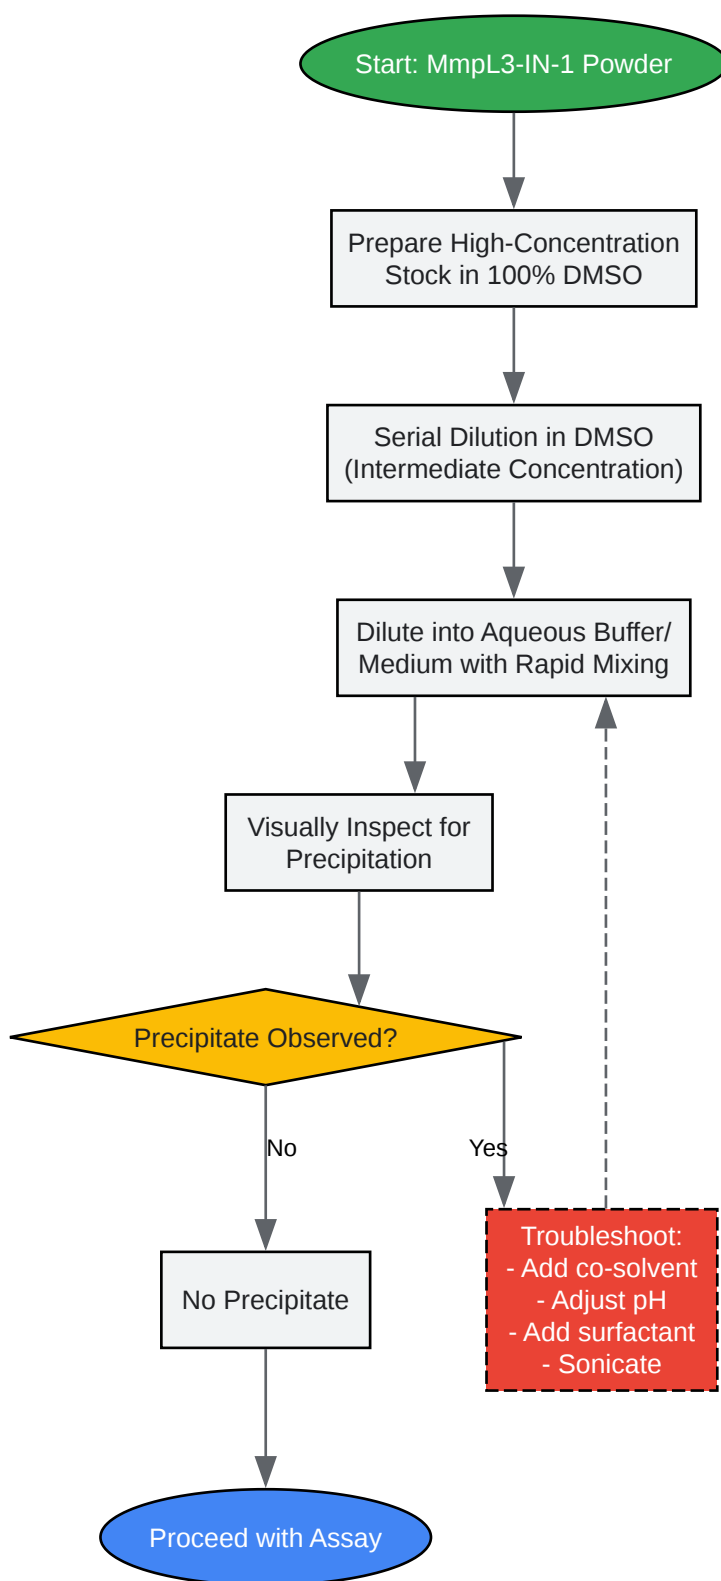 Start: MmpL3-IN-1 Powder
Prepare High-Concentration
Stock in 100% DMSO
Serial Dilution in DMSO
(Intermediate Concentration)
Dilute into Aqueous Buffer/
Medium with Rapid Mixing
Visually Inspect for
Precipitation
Precipitate Observed?
No
Yes
No Precipitate
Troubleshoot:
- Add co-solvent
- Adjust pH
- Add surfactant
- Sonicate
Proceed with Assay